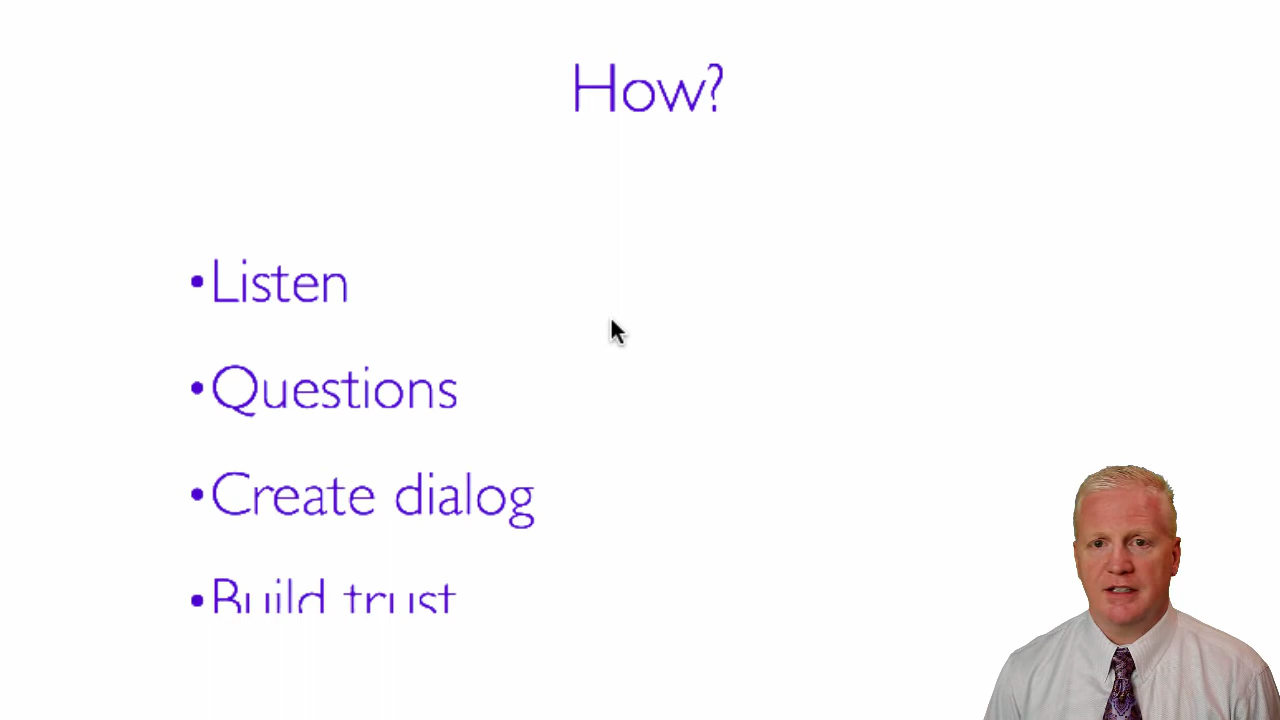 How?
•Listen
•Questions
•Create dialog
•Build trust